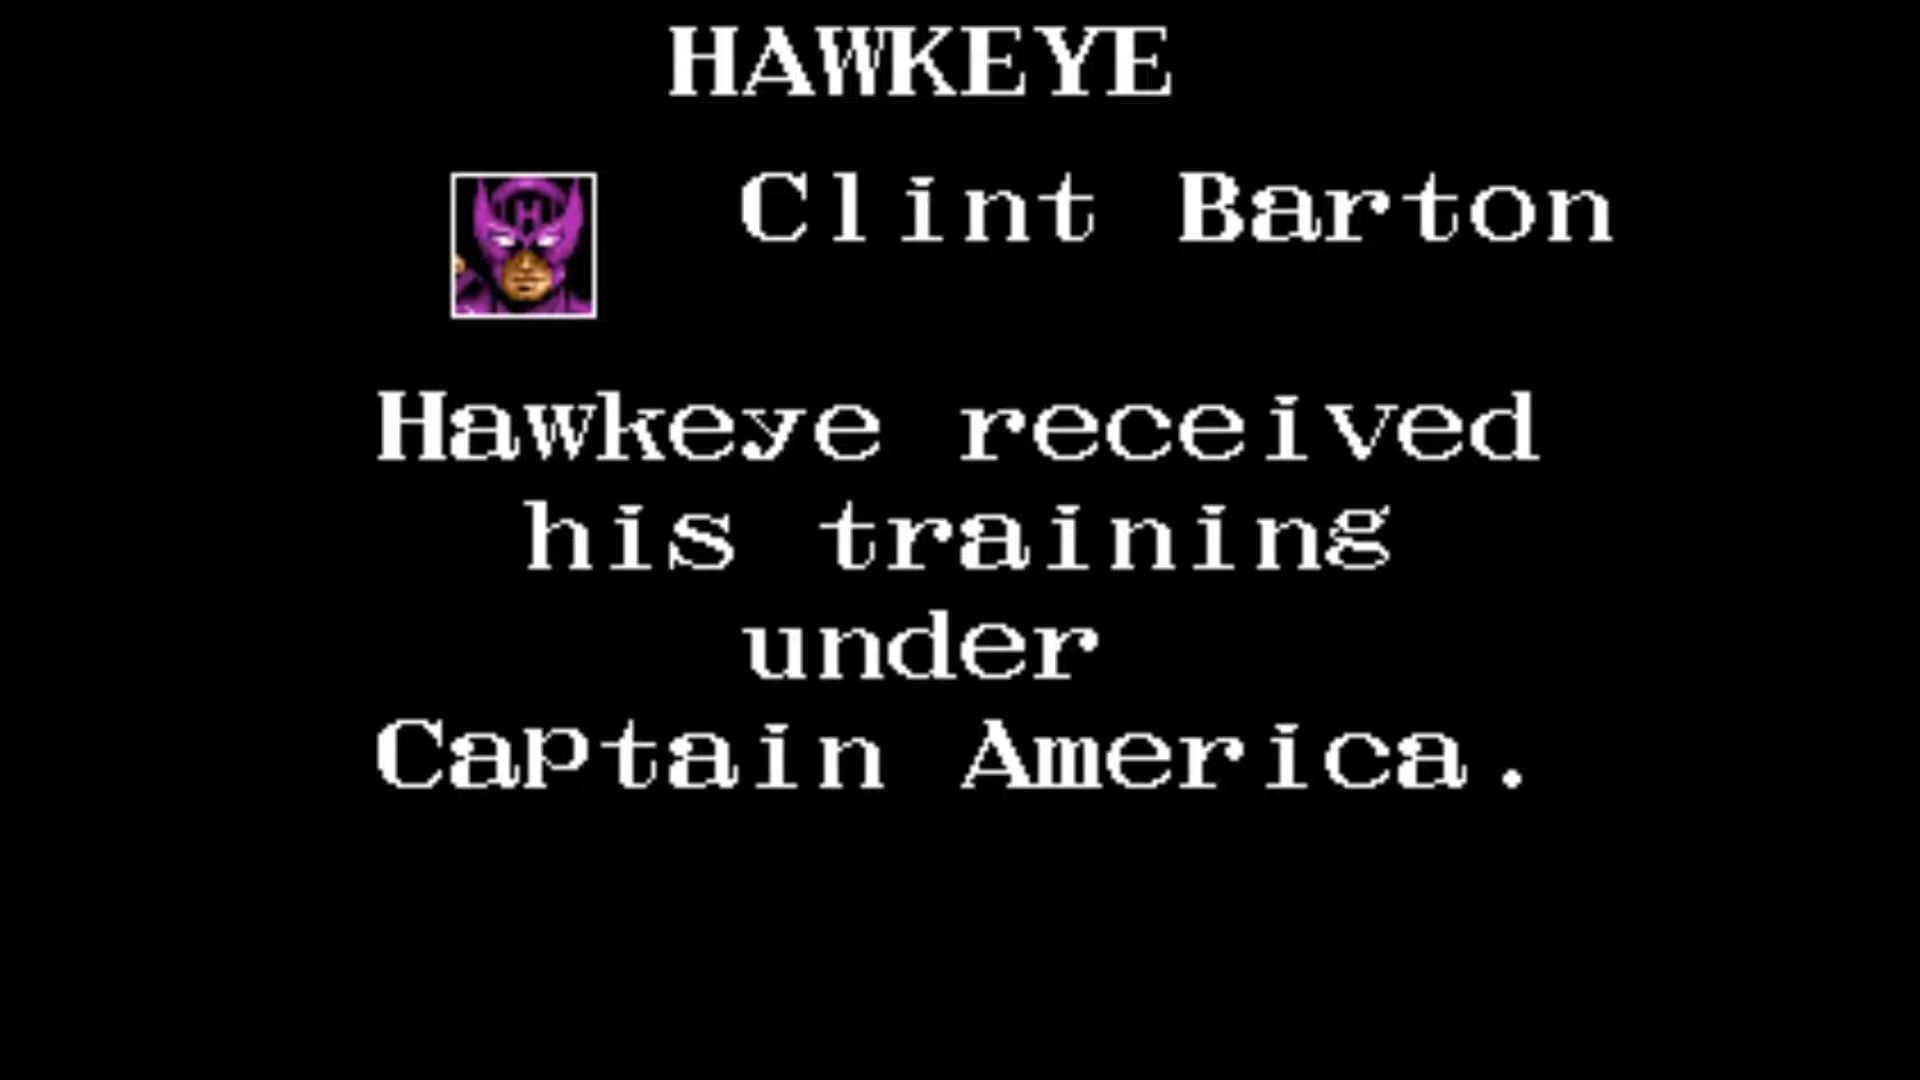 HAWKEYE
Clint Barton
H
Hawkeye received
his training
under
Captain America.